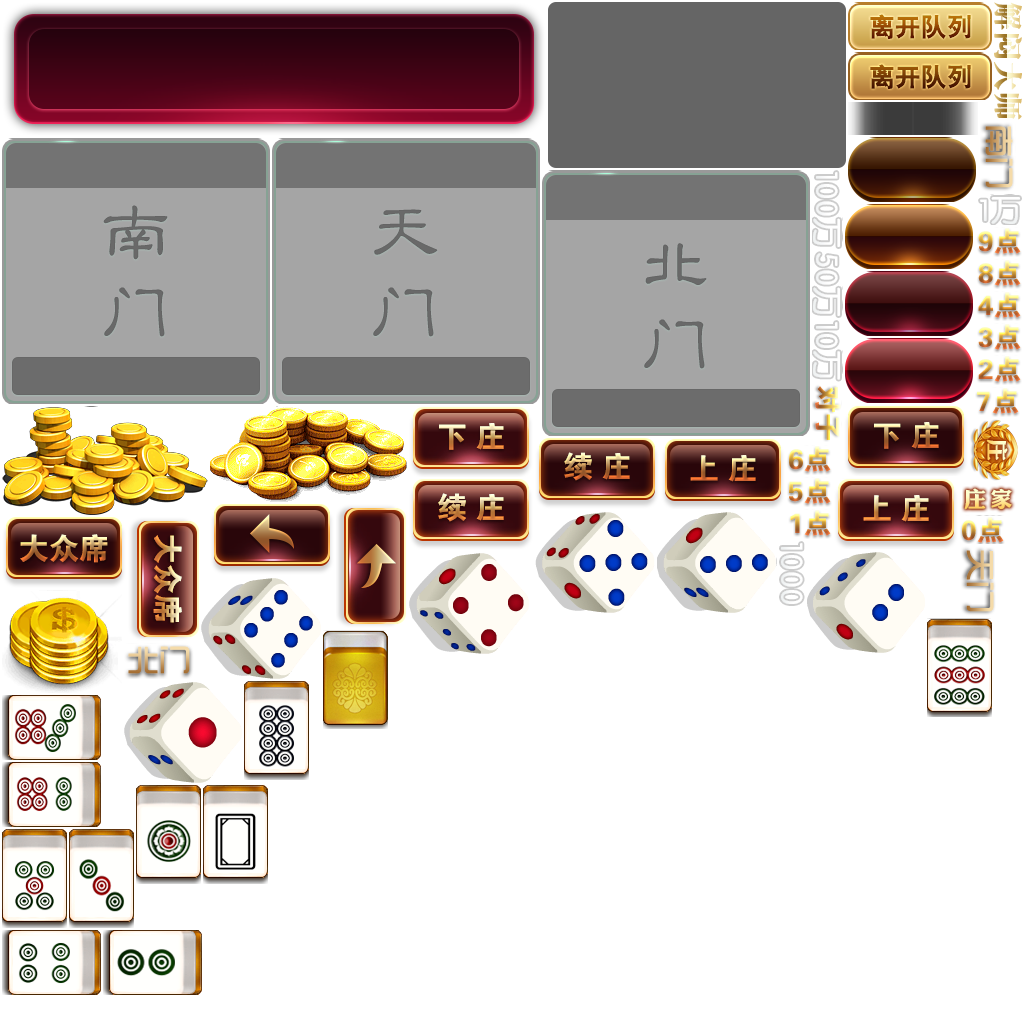 离开队列
离开队列
南门
天门
北门
南门
100万
50万
10万
9点
8点
4点
3点
2点
7点
对子
6点
5点
1点
1000
下庄
续庄
续庄
上庄
下庄
上庄
庄
庄家
0点
天门
大众席
大众席
北门
$